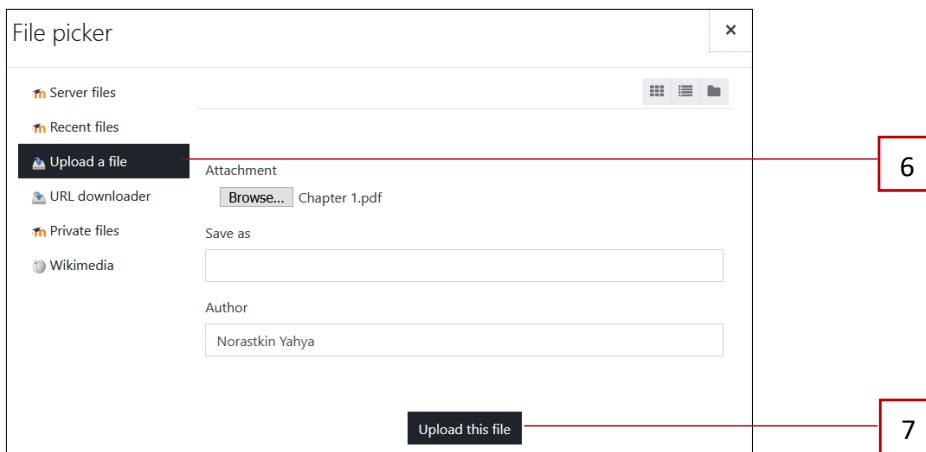 File picker
×
Server files
Recent files
Upload a file
6
Attachment
URL downloader
Browse... Chapter 1.pdf
Private files
Save as
Wikimedia
Author
Norastkin Yahya
Upload this file
7